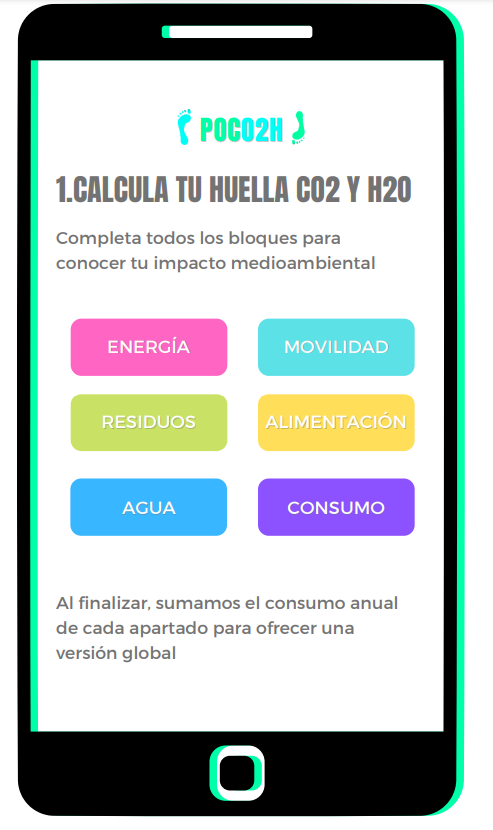 POCO2H
1.CALCULA TU HUELLA CO2 Y H2O
Completa todos los bloques para
conocer tu impacto medioambiental
ENERGÍA
MOVILIDAD
RESIDUOS
ALIMENTACIÓN
AGUA
CONSUMO
Al finalizar, sumamos el consumo anual
de cada apartado para ofrecer una
versión global